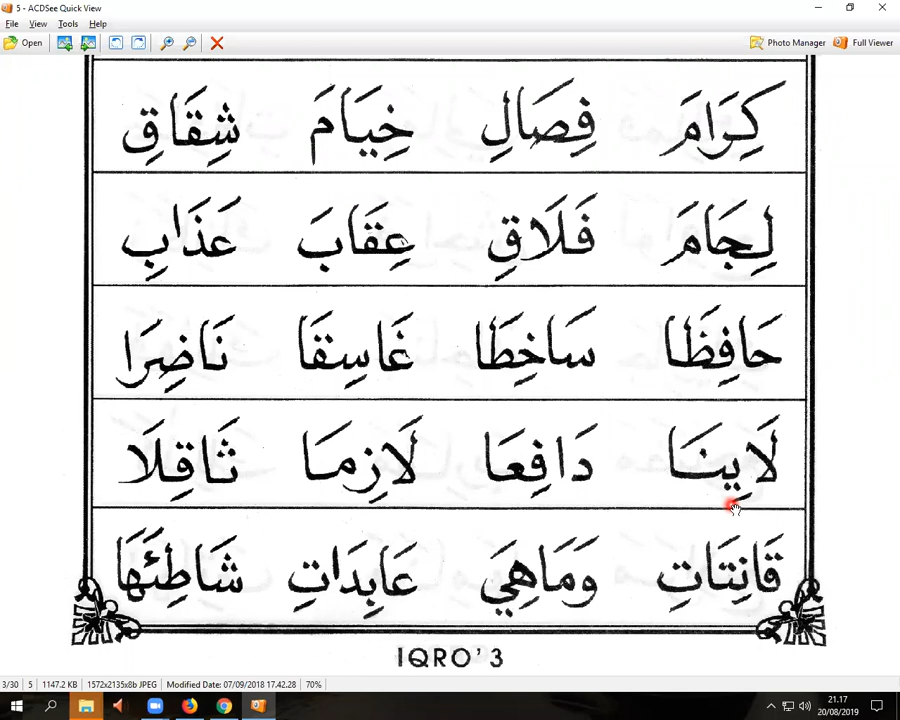 5 - ACDSee Quick View
File View Tools Help
Open Photo Manager Full Viewer
كِرَامَ فِصَالِ خِيَامَ شِقَاقِ
لِجَامَ فَلَاقِ عِقَابَ عَذَابِ
حَافِظَا سَاخِطَا غَاسِقَا نَاضِرَا
لَايِنَا دَافِعَا لَازِمَا ثَاقِلَا
قَانِتَاتِ وَمَاهِيَ عَابِدَاتِ شَاطِئَهَا
IQRO' 3
3/30 5 1147.2 KB 1572x2135x8b JPEG Modified Date: 07/09/2018 17.42.28 70%
21.17
20/08/2019